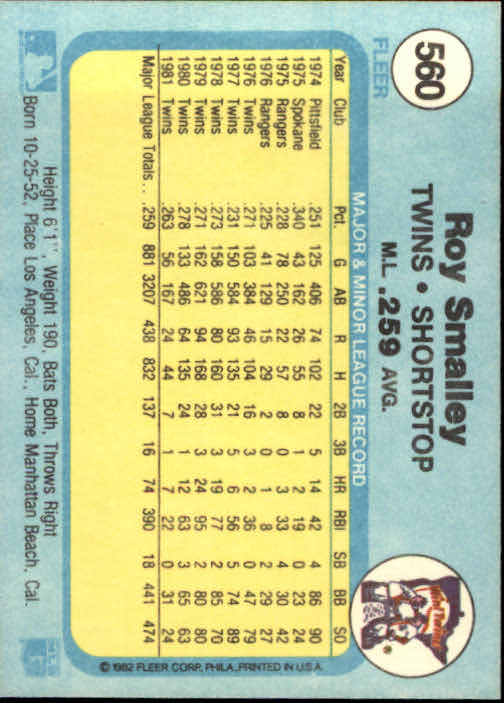 560
FLEER
Roy Smalley
TWINS • SHORTSTOP
M.L .259 AVG.
Minnesota Twins
MAJOR & MINOR LEAGUE RECORD
Year Club Pct. G AB R H 2B 3B HR RBI SB BB SO
1974 Pittsfield .251 125 406 74 102 22 5 14 42 4 86 90
1975 Spokane .340 43 162 26 55 8 1 1 19 0 23 24
1975 Rangers .228 78 250 22 57 8 0 3 33 4 30 42
1976 Rangers .225 41 129 15 29 2 0 1 8 2 29 27
1976 Twins .271 103 384 46 104 16 3 2 36 0 47 79
1977 Twins .231 150 584 93 135 21 5 6 56 5 74 89
1978 Twins .273 158 586 80 160 31 3 19 77 2 85 70
1979 Twins .271 162 621 94 168 28 3 24 95 2 80 80
1980 Twins .278 133 486 64 135 24 1 12 63 3 65 63
1981 Twins .263 56 167 24 44 7 1 7 22 0 31 24
Major League Totals . . .259 881 3207 438 832 137 16 74 390 18 441 474
© 1982 FLEER CORP. PHILA., PRINTED IN U.S.A.
Height 6'1", Weight 190, Bats Both, Throws Right
Born 10-25-52, Place Los Angeles, Cal., Home Manhattan Beach, Cal.